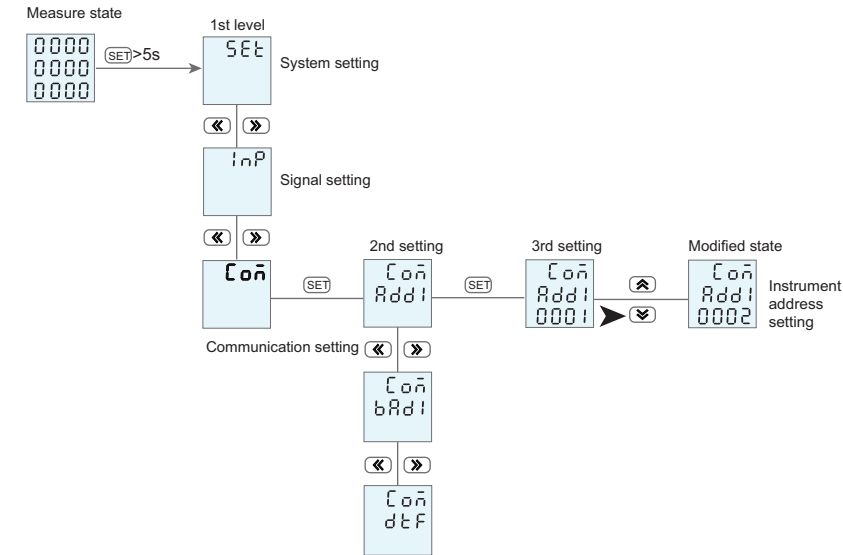 Measure state
0000
0000
0000
SET >5s
1st level
SEt
System setting
« »
InP
Signal setting
« »
Con̄
Communication setting
SET
2nd setting
Con̄
Add1
« »
Con̄
bAd1
« »
Con̄
dtF
SET
3rd setting
Con̄
Add1
0001
Modified state
Con̄
Add1
0002
Instrument
address
setting